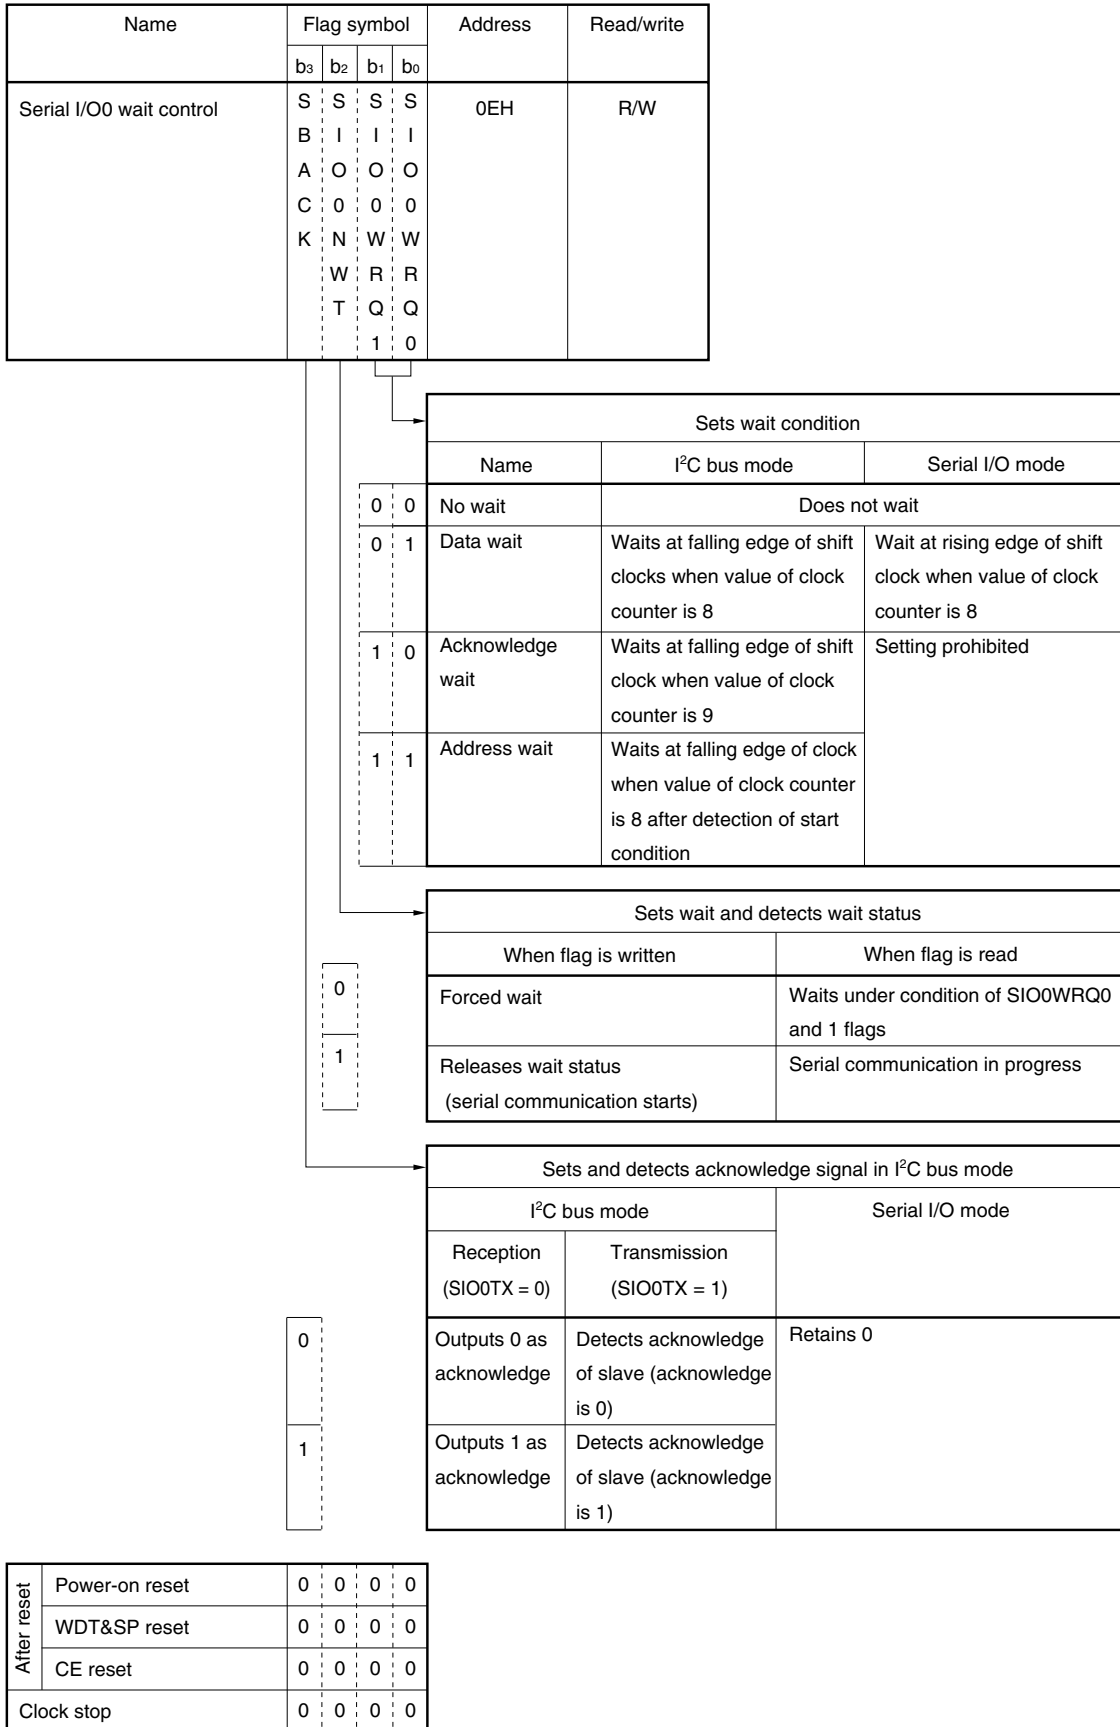 Name Flag symbol Address Read/write
b3 b2 b1 b0
Serial I/O0 wait control S S S S 0EH R/W
B I I I
A O O O
C 0 0 0
K N W W
W R R
T Q Q
1 0
Sets wait condition
Name I2C bus mode Serial I/O mode
0 0 No wait Does not wait
0 1 Data wait Waits at falling edge of shift Wait at rising edge of shift
clocks when value of clock clock when value of clock
counter is 8 counter is 8
1 0 Acknowledge Waits at falling edge of shift Setting prohibited
wait clock when value of clock
counter is 9
1 1 Address wait Waits at falling edge of clock
when value of clock counter
is 8 after detection of start
condition
Sets wait and detects wait status
When flag is written When flag is read
0 Forced wait Waits under condition of SIO0WRQ0
and 1 flags
1 Releases wait status Serial communication in progress
(serial communication starts)
Sets and detects acknowledge signal in I2C bus mode
I2C bus mode Serial I/O mode
Reception Transmission
(SIO0TX = 0) (SIO0TX = 1)
0 Outputs 0 as Detects acknowledge Retains 0
acknowledge of slave (acknowledge
is 0)
1 Outputs 1 as Detects acknowledge
acknowledge of slave (acknowledge
is 1)
After reset
Power-on reset 0 0 0 0
WDT&SP reset 0 0 0 0
CE reset 0 0 0 0
Clock stop 0 0 0 0